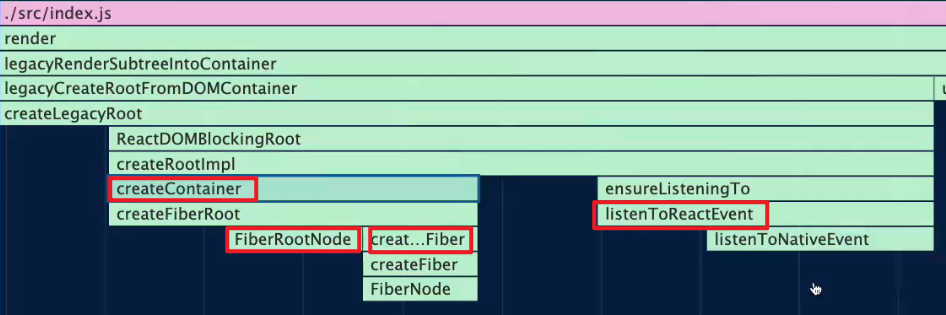 ./src/index.js
render
legacyRenderSubtreeIntoContainer
legacyCreateRootFromDOMContainer
createLegacyRoot
ReactDOMBlockingRoot
createRootImpl
createContainer ensureListeningTo
createFiberRoot listenToReactEvent
FiberRootNode creat...Fiber listenToNativeEvent
createFiber
FiberNode